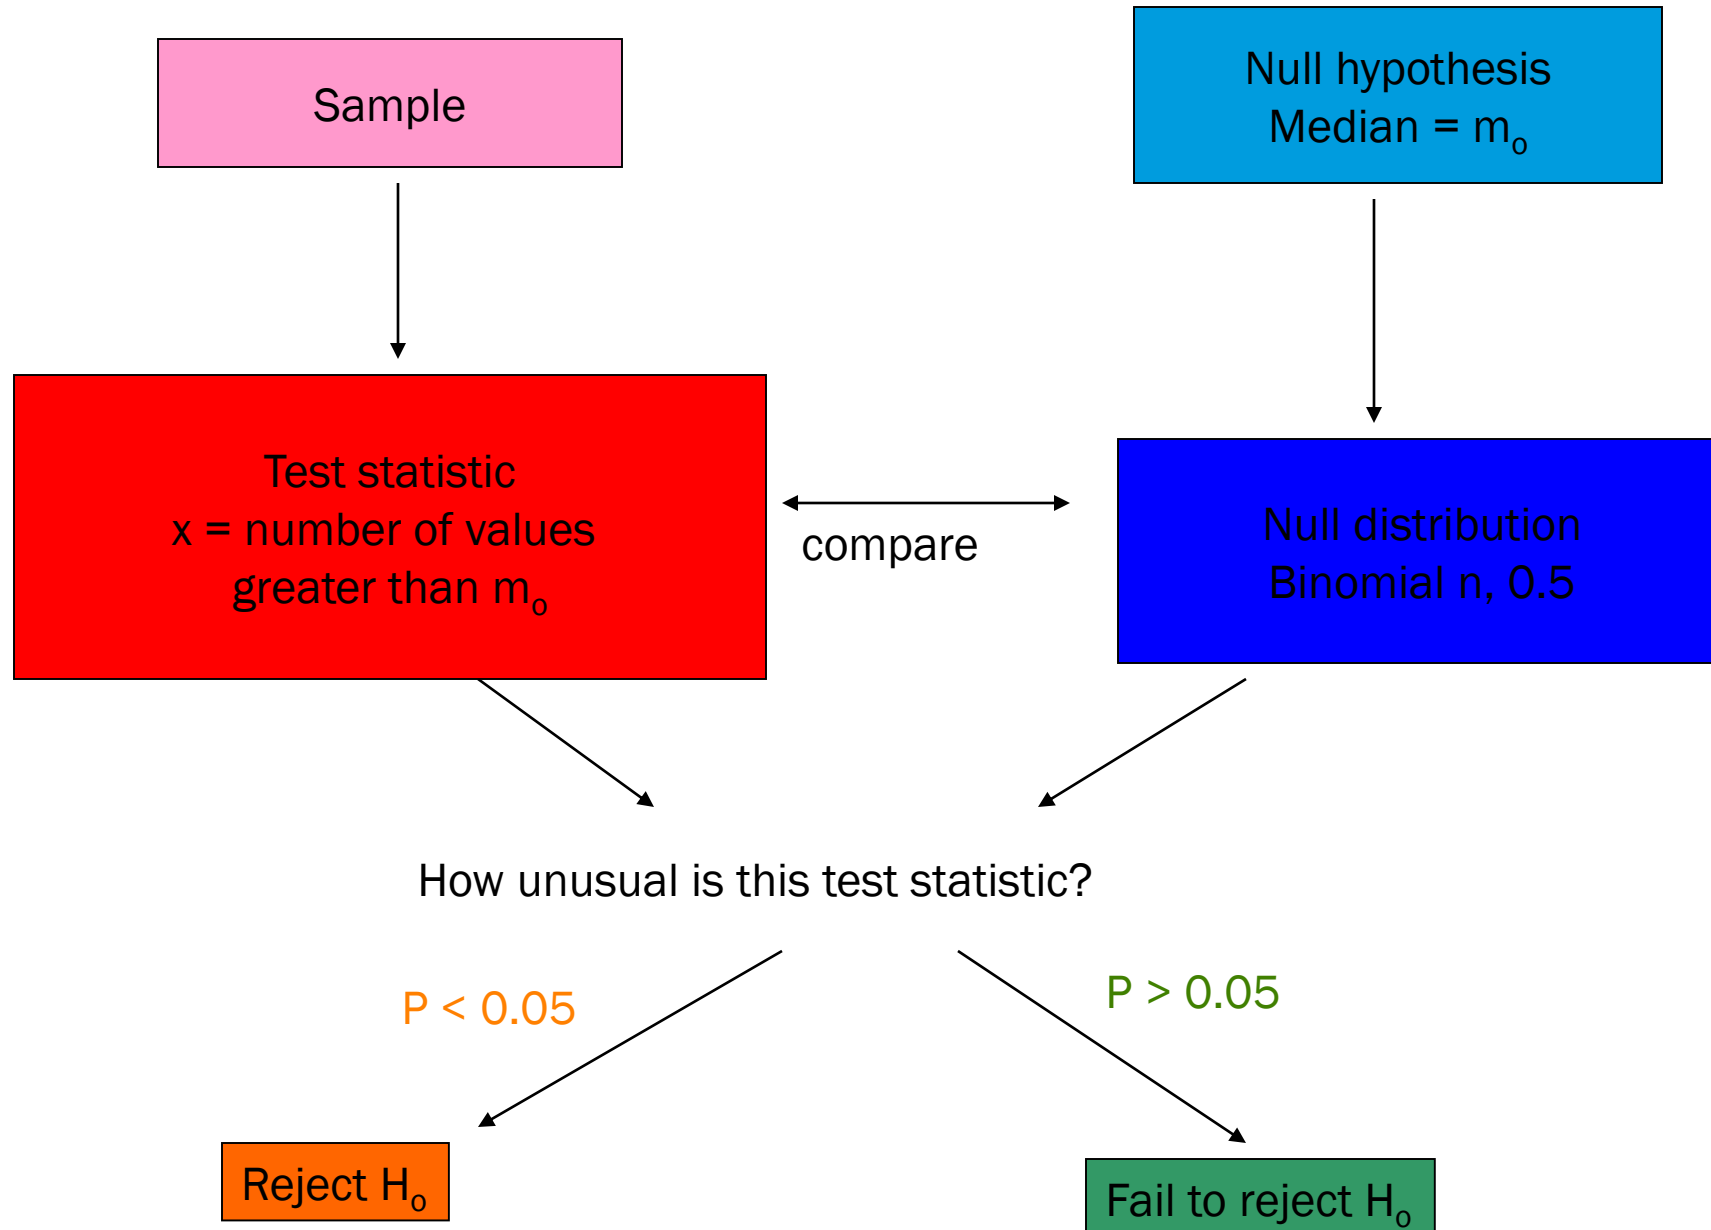 Sample
Null hypothesis
Median = mₒ
Test statistic
x = number of values
greater than mₒ
compare
Null distribution
Binomial n, 0.5
How unusual is this test statistic?
P < 0.05
P > 0.05
Reject Hₒ
Fail to reject Hₒ